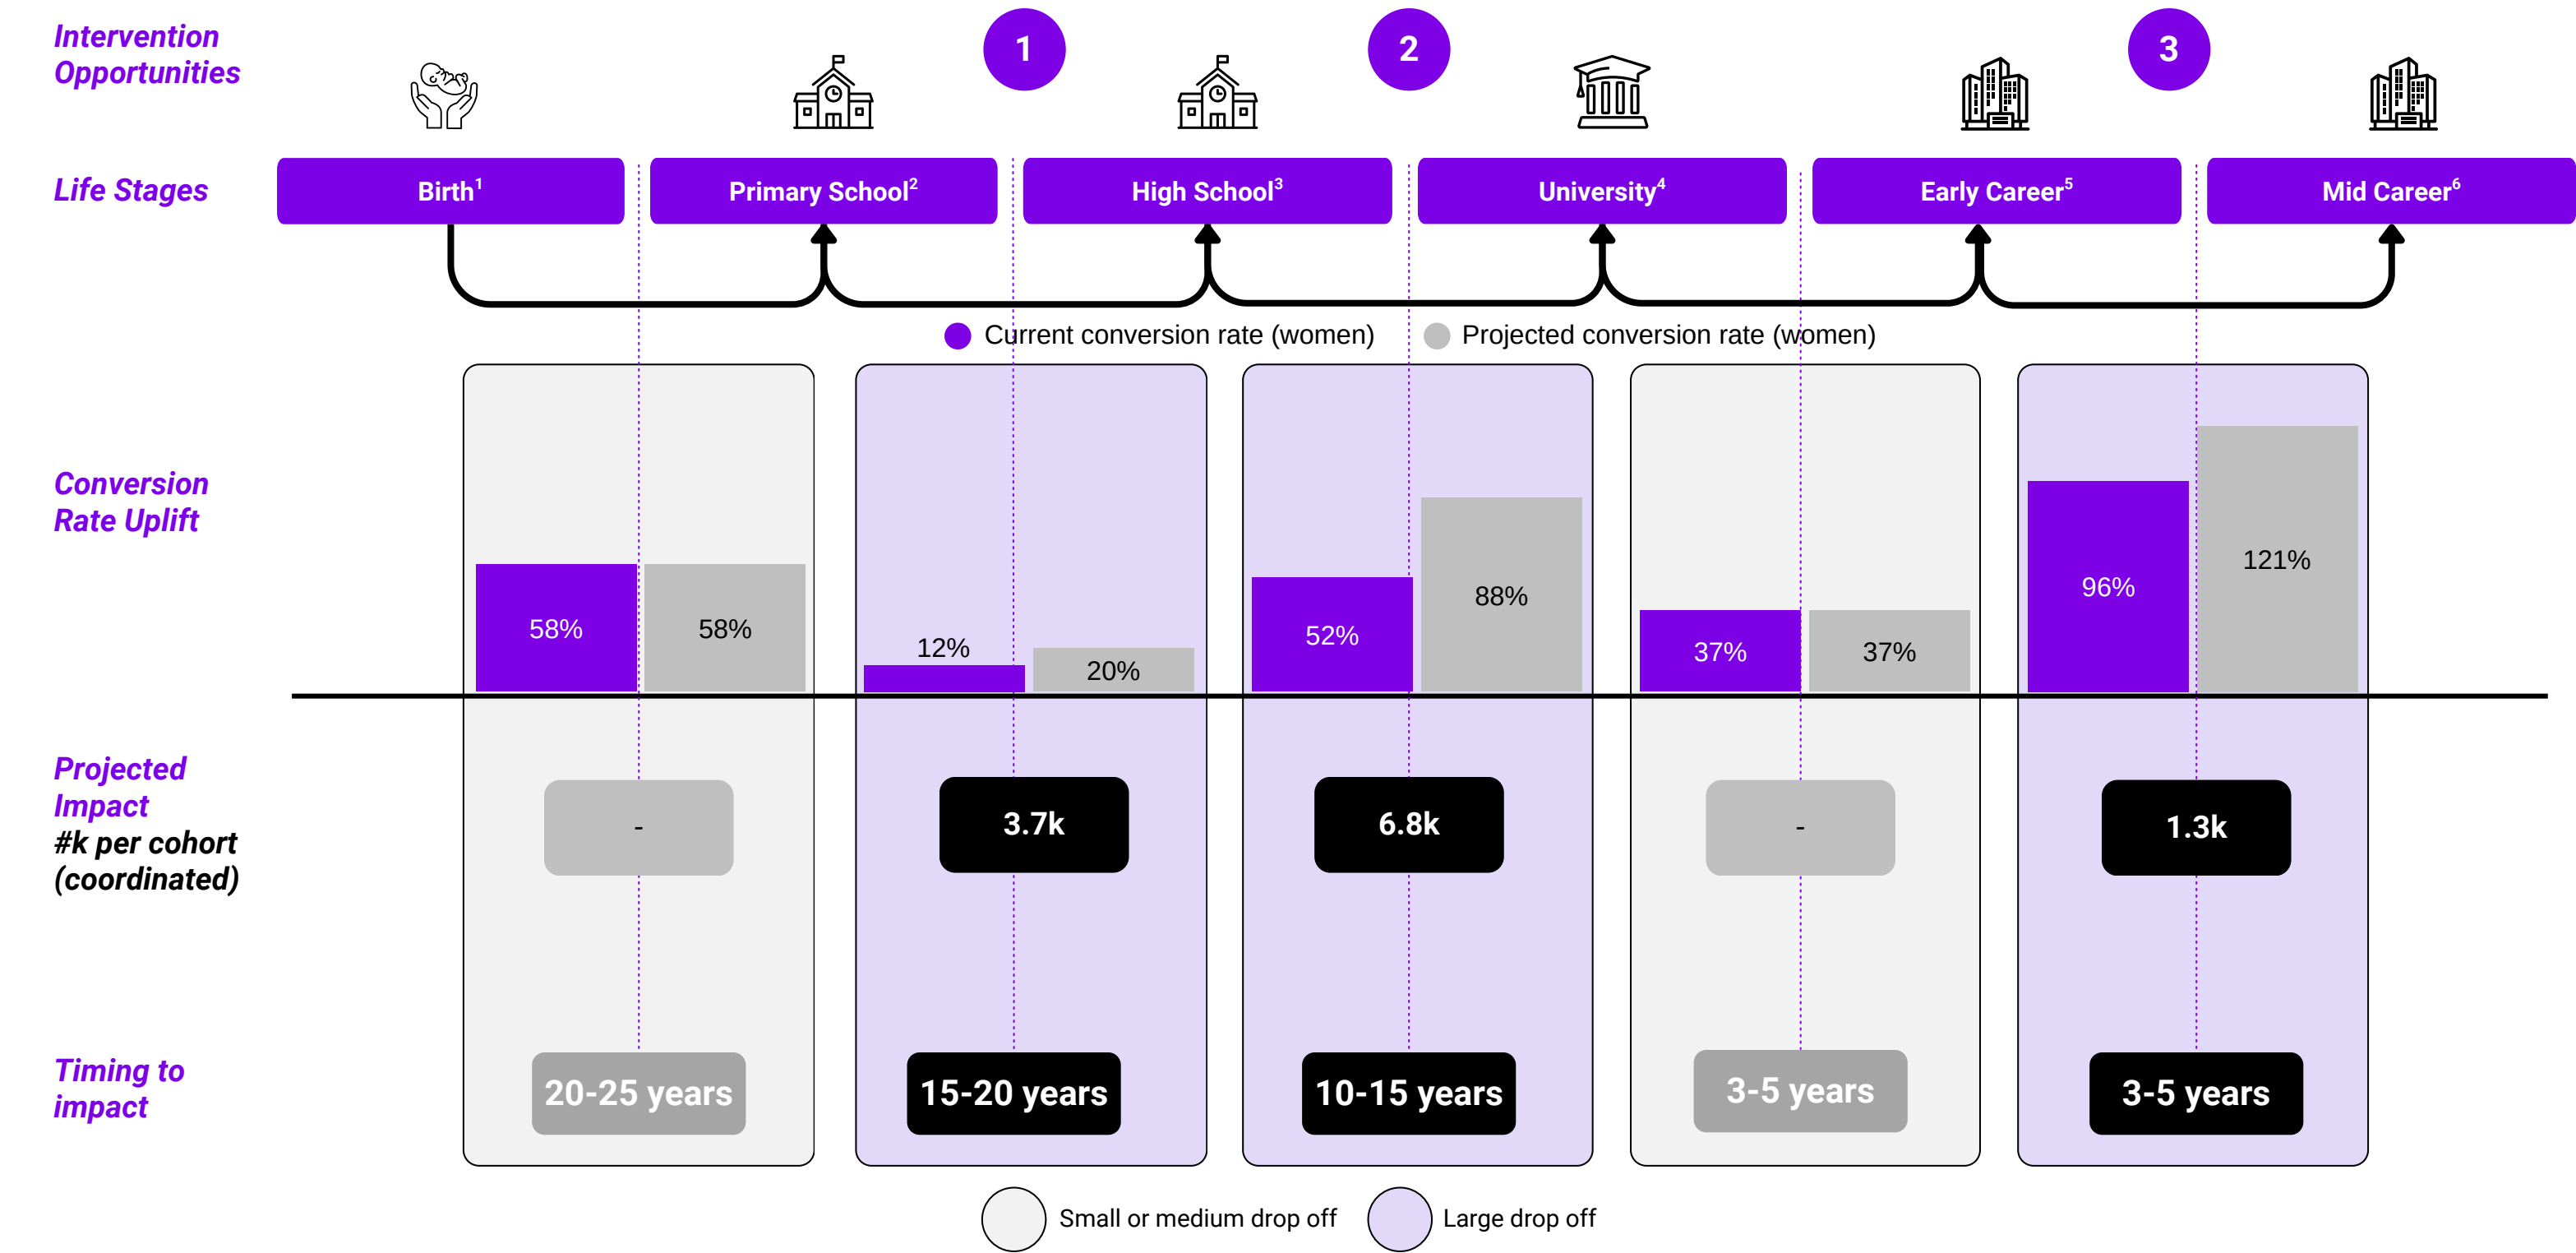 Intervention
Opportunities
1
2
3
Life Stages
Birth1
Primary School2
High School3
University4
Early Career5
Mid Career6
Current conversion rate (women)
Projected conversion rate (women)
Conversion
Rate Uplift
58%
58%
12%
20%
52%
88%
37%
37%
96%
121%
Projected
Impact
#k per cohort
(coordinated)
-
3.7k
6.8k
-
1.3k
Timing to
impact
20-25 years
15-20 years
10-15 years
3-5 years
3-5 years
Small or medium drop off
Large drop off